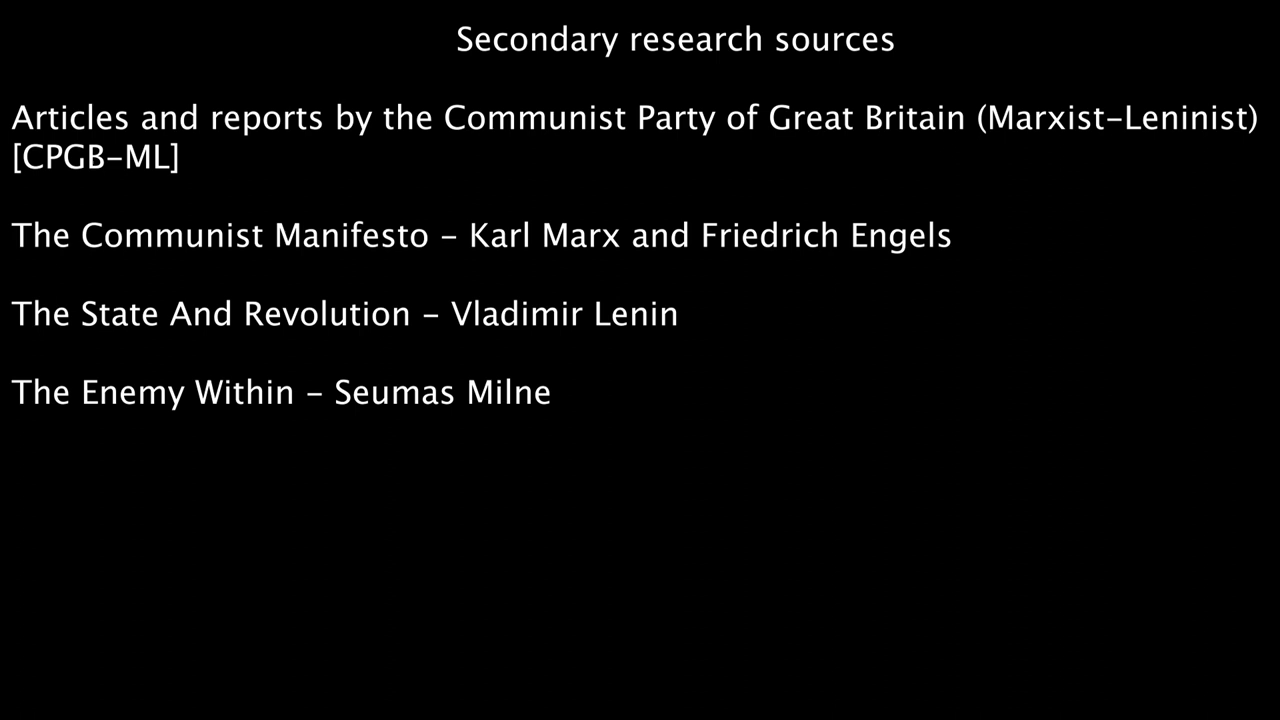 Secondary research sources
Articles and reports by the Communist Party of Great Britain (Marxist-Leninist)
[CPGB-ML]
The Communist Manifesto - Karl Marx and Friedrich Engels
The State And Revolution - Vladimir Lenin
The Enemy Within - Seumas Milne